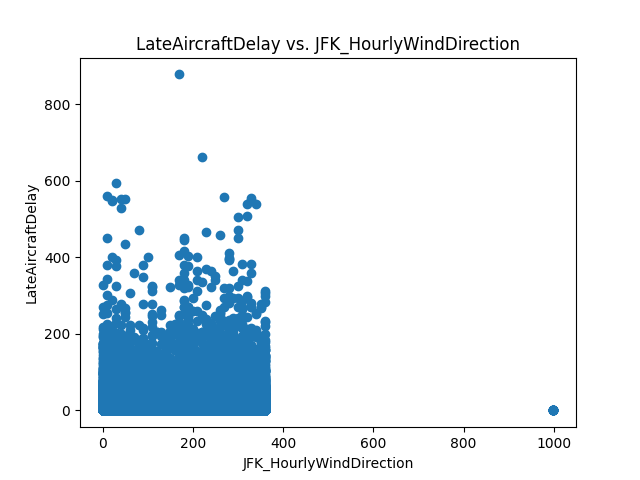 LateAircraftDelay vs. JFK_HourlyWindDirection
800
600
400
200
0
LateAircraftDelay
0 200 400 600 800 1000
JFK_HourlyWindDirection